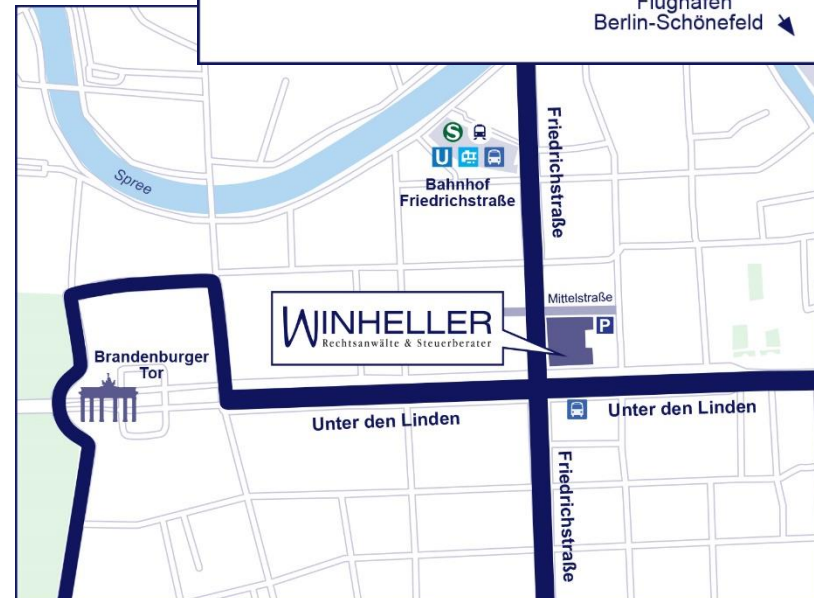 Flughafen
Berlin-Schönefeld
Spree
S
U
Bahnhof
Friedrichstraße
Friedrichstraße
Mittelstraße
P
WINHELLER
Rechtsanwälte & Steuerberater
Brandenburger
Tor
Unter den Linden
Unter den Linden
Friedrichstraße